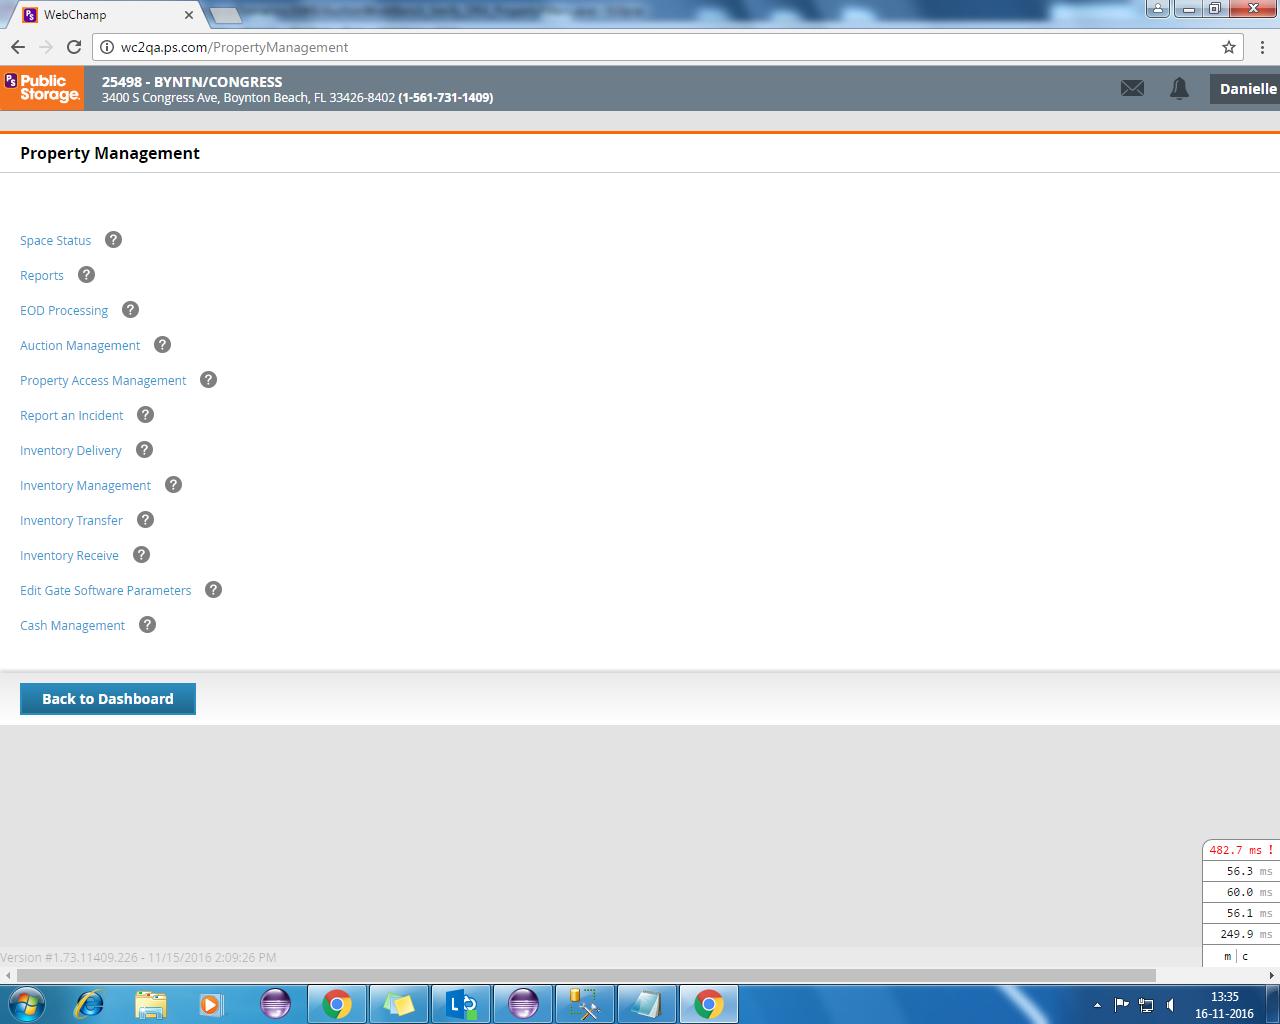 WebChamp
wc2qa.ps.com/PropertyManagement
PS Public Storage.
25498 - BYNTN/CONGRESS
3400 S Congress Ave, Boynton Beach, FL 33426-8402 (1-561-731-1409)
Danielle
Property Management
Space Status ?
Reports ?
EOD Processing ?
Auction Management ?
Property Access Management ?
Report an Incident ?
Inventory Delivery ?
Inventory Management ?
Inventory Transfer ?
Inventory Receive ?
Edit Gate Software Parameters ?
Cash Management ?
Back to Dashboard
482.7 ms !
56.3 ms
60.0 ms
56.1 ms
249.9 ms
m | c
Version #1.73.11409.226 - 11/15/2016 2:09:26 PM
13:35
16-11-2016